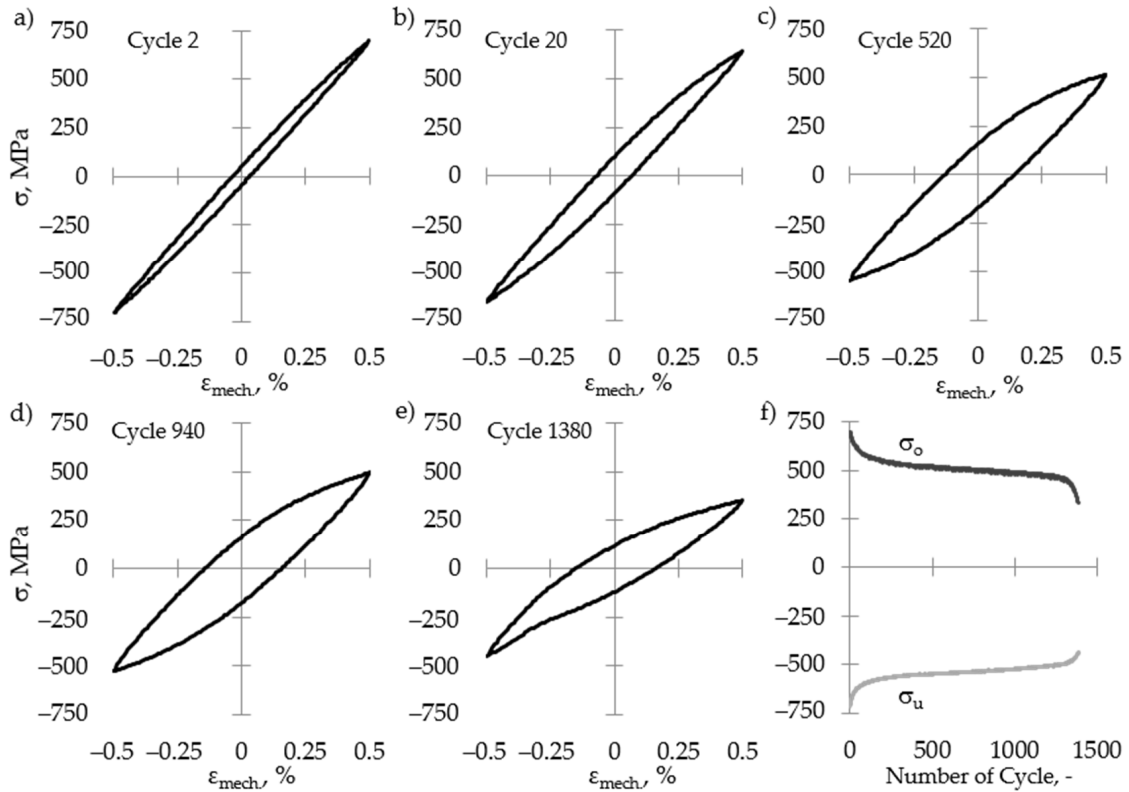 a)
Cycle 2
750
500
250
0
−250
−500
−750
σ, MPa
−0.5 −0.25 0 0.25 0.5
εmech., %
b)
Cycle 20
750
500
250
0
−250
−500
−750
−0.5 −0.25 0 0.25 0.5
εmech., %
c)
Cycle 520
750
500
250
0
−250
−500
−750
−0.5 −0.25 0 0.25 0.5
εmech., %
d)
Cycle 940
750
500
250
0
−250
−500
−750
σ, MPa
−0.5 −0.25 0 0.25 0.5
εmech., %
e)
Cycle 1380
750
500
250
0
−250
−500
−750
−0.5 −0.25 0 0.25 0.5
εmech., %
f)
σo
750
500
250
0
−250
−500
−750
σu
0 500 1000 1500
Number of Cycle, -